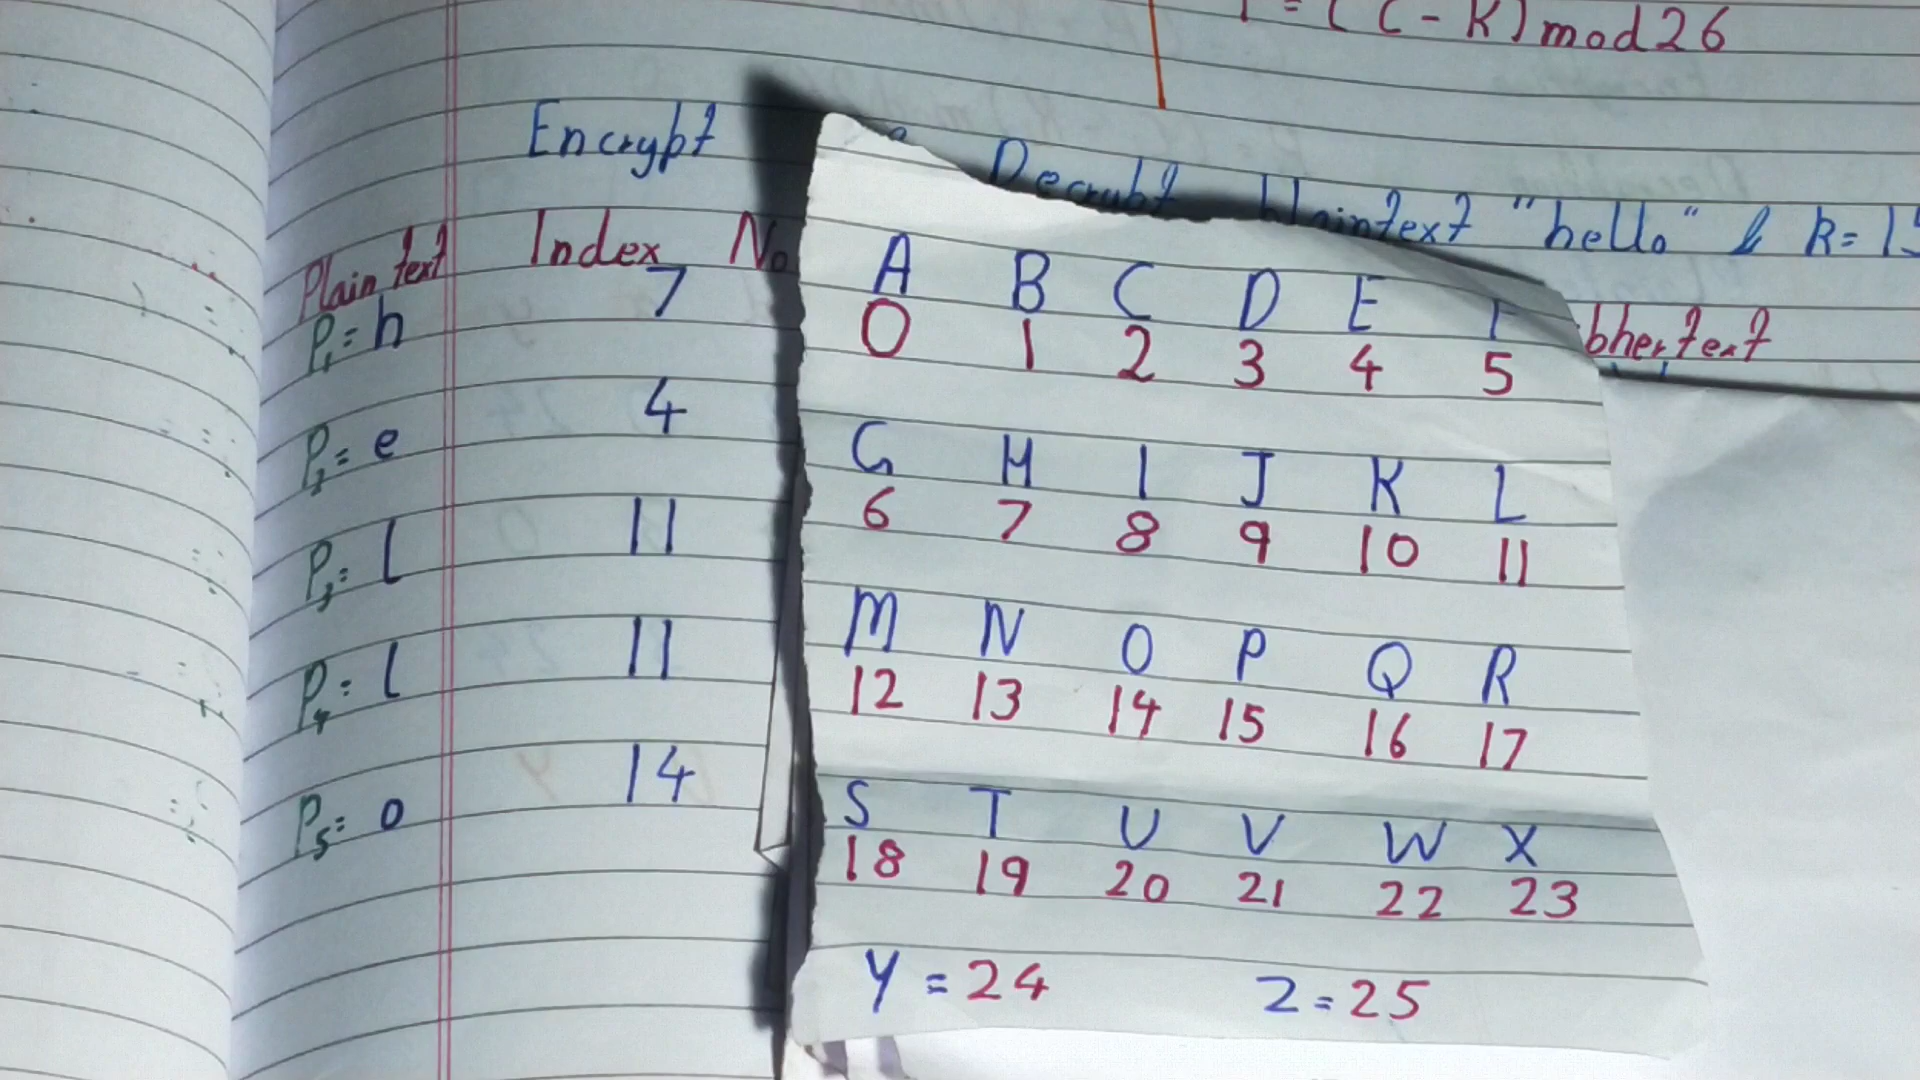 = (C-K) mod 26
Encrypt Decrypt plaintext "hello" & K=15
Plain text Index No
P₁= h 7
P₂= e 4
P₃= l 11
P₄= l 11
P₅= o 14
phertext
A B C D E F
0 1 2 3 4 5
G H I J K L
6 7 8 9 10 11
M N O P Q R
12 13 14 15 16 17
S T U V W X
18 19 20 21 22 23
Y = 24 Z = 25